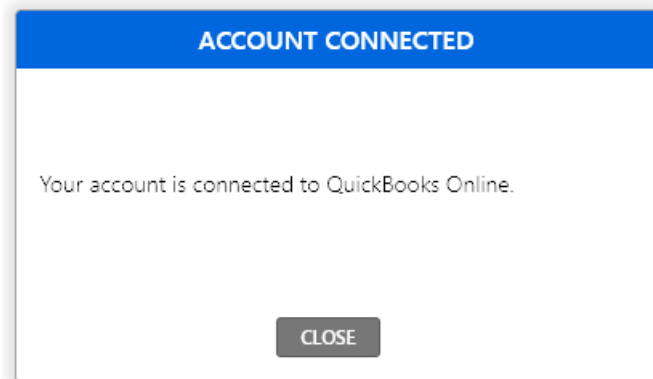 ACCOUNT CONNECTED
Your account is connected to QuickBooks Online.
CLOSE